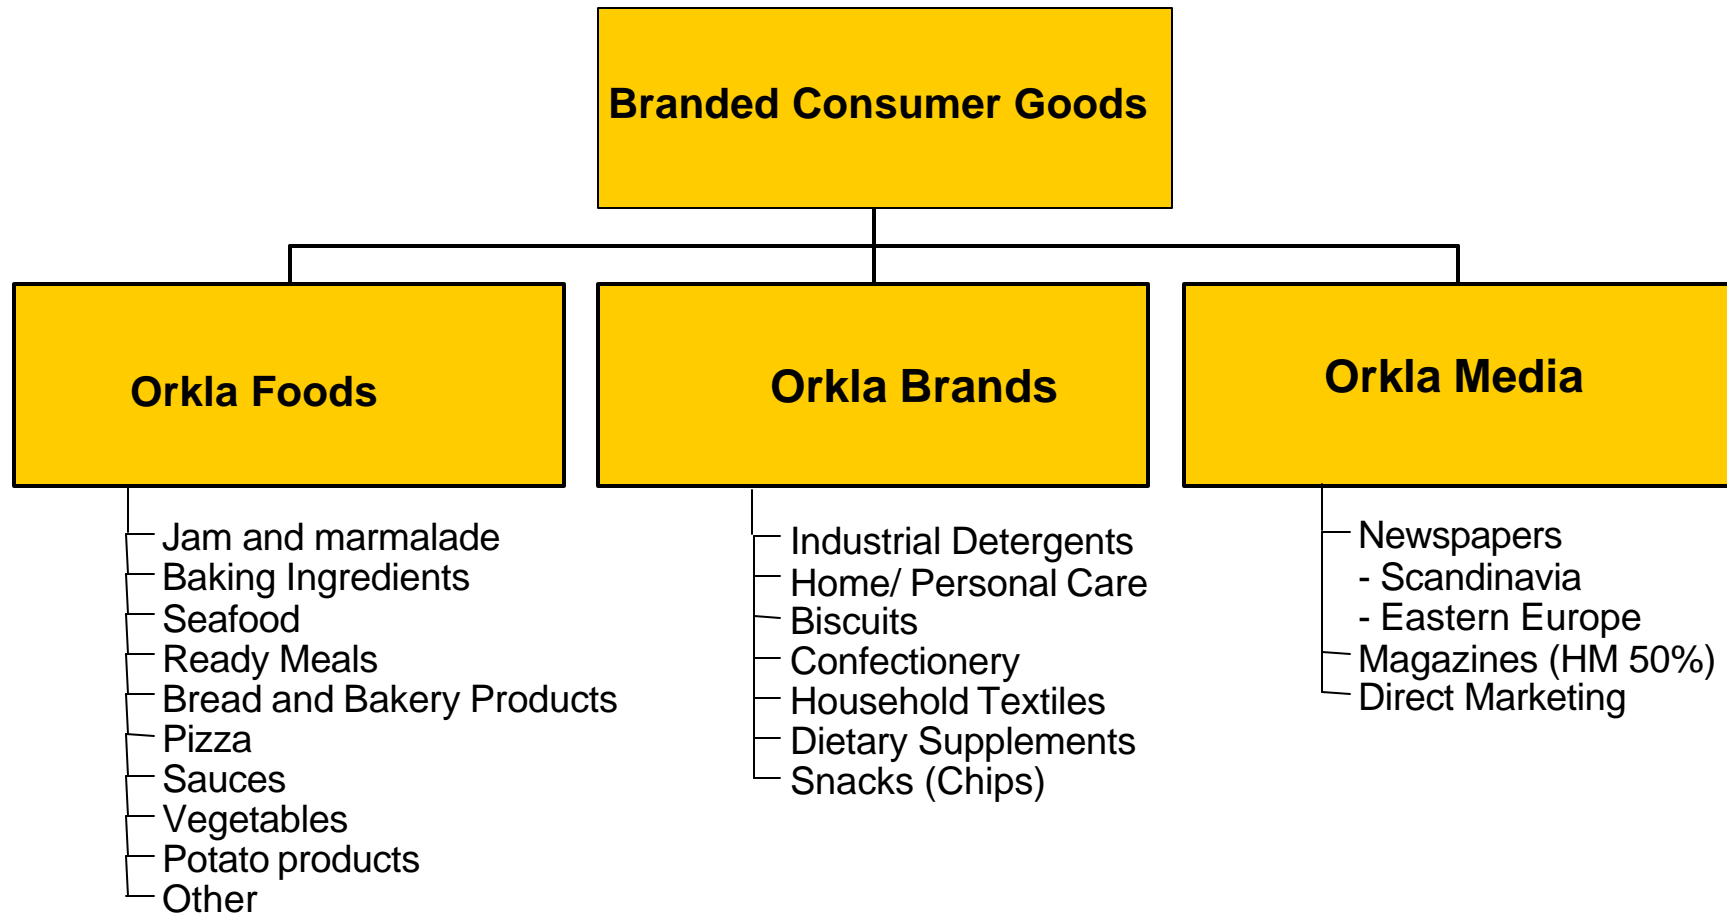 Branded Consumer Goods
Orkla Foods
Jam and marmalade
Baking Ingredients
Seafood
Ready Meals
Bread and Bakery Products
Pizza
Sauces
Vegetables
Potato products
Other
Orkla Brands
Industrial Detergents
Home/ Personal Care
Biscuits
Confectionery
Household Textiles
Dietary Supplements
Snacks (Chips)
Orkla Media
Newspapers
- Scandinavia
- Eastern Europe
Magazines (HM 50%)
Direct Marketing